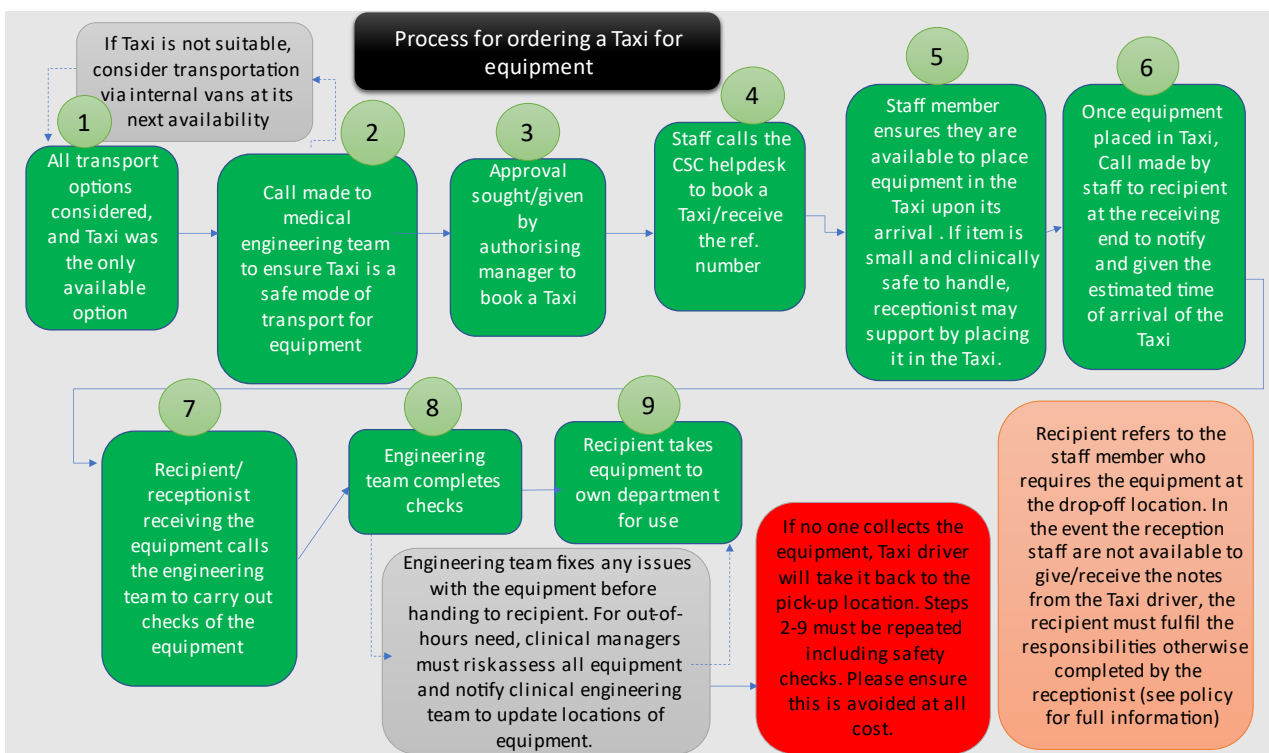 Process for ordering a Taxi for
equipment
If Taxi is not suitable,
consider transportation
via internal vans at its
next availability
1
All transport
options
considered,
and Taxi was
the only
available
option
2
Call made to
medical
engineering team
to ensure Taxi is a
safe mode of
transport for
equipment
3
Approval
sought/given
by
authorising
manager to
book a Taxi
4
Staff calls the
CSC helpdesk
to book a
Taxi/receive
the ref.
number
5
Staff member
ensures they are
available to place
equipment in the
Taxi upon its
arrival . If item is
small and clinically
safe to handle,
receptionist may
support by placing
it in the Taxi.
6
Once equipment
placed in Taxi,
Call made by
staff to recipient
at the receiving
end to notify
and given the
estimated time
of arrival of the
Taxi
7
Recipient/
receptionist
receiving the
equipment calls
the engineering
team to carry out
checks of the
equipment
8
Engineering
team completes
checks
9
Recipient takes
equipment to
own department
for use
Engineering team fixes any issues
with the equipment before
handing to recipient. For out-of-
hours need, clinical managers
must riskassess all equipment
and notify clinical engineering
team to update locations of
equipment.
If no one collects the
equipment, Taxi driver
will take it back to the
pick-up location. Steps
2-9 must be repeated
including safety
checks. Please ensure
this is avoided at all
cost.
Recipient refers to the
staff member who
requires the equipment
at the drop-off location. In
the event the reception
staff are not available to
give/receive the notes
from the Taxi driver, the
recipient must fulfil the
responsibilities otherwise
completed by the
receptionist (see policy
for full information)